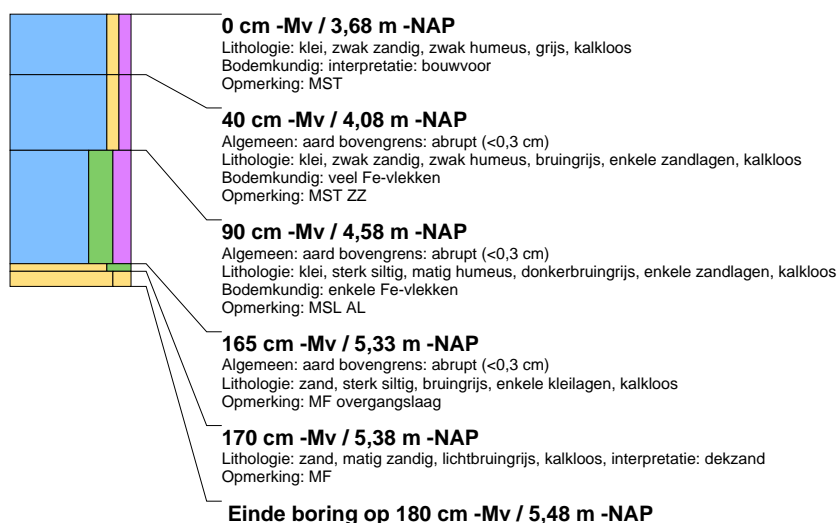 0 cm -Mv / 3,68 m -NAP
Lithologie: klei, zwak zandig, zwak humeus, grijs, kalkloos
Bodemkundig: interpretatie: bouwvoor
Opmerking: MST
40 cm -Mv / 4,08 m -NAP
Algemeen: aard bovengrens: abrupt (<0,3 cm)
Lithologie: klei, zwak zandig, zwak humeus, bruingrijs, enkele zandlagen, kalkloos
Bodemkundig: veel Fe-vlekken
Opmerking: MST ZZ
90 cm -Mv / 4,58 m -NAP
Algemeen: aard bovengrens: abrupt (<0,3 cm)
Lithologie: klei, sterk siltig, matig humeus, donkerbruingrijs, enkele zandlagen, kalkloos
Bodemkundig: enkele Fe-vlekken
Opmerking: MSL AL
165 cm -Mv / 5,33 m -NAP
Algemeen: aard bovengrens: abrupt (<0,3 cm)
Lithologie: zand, sterk siltig, bruingrijs, enkele kleilagen, kalkloos
Opmerking: MF overgangslaag
170 cm -Mv / 5,38 m -NAP
Lithologie: zand, matig zandig, lichtbruingrijs, kalkloos, interpretatie: dekzand
Opmerking: MF
Einde boring op 180 cm -Mv / 5,48 m -NAP